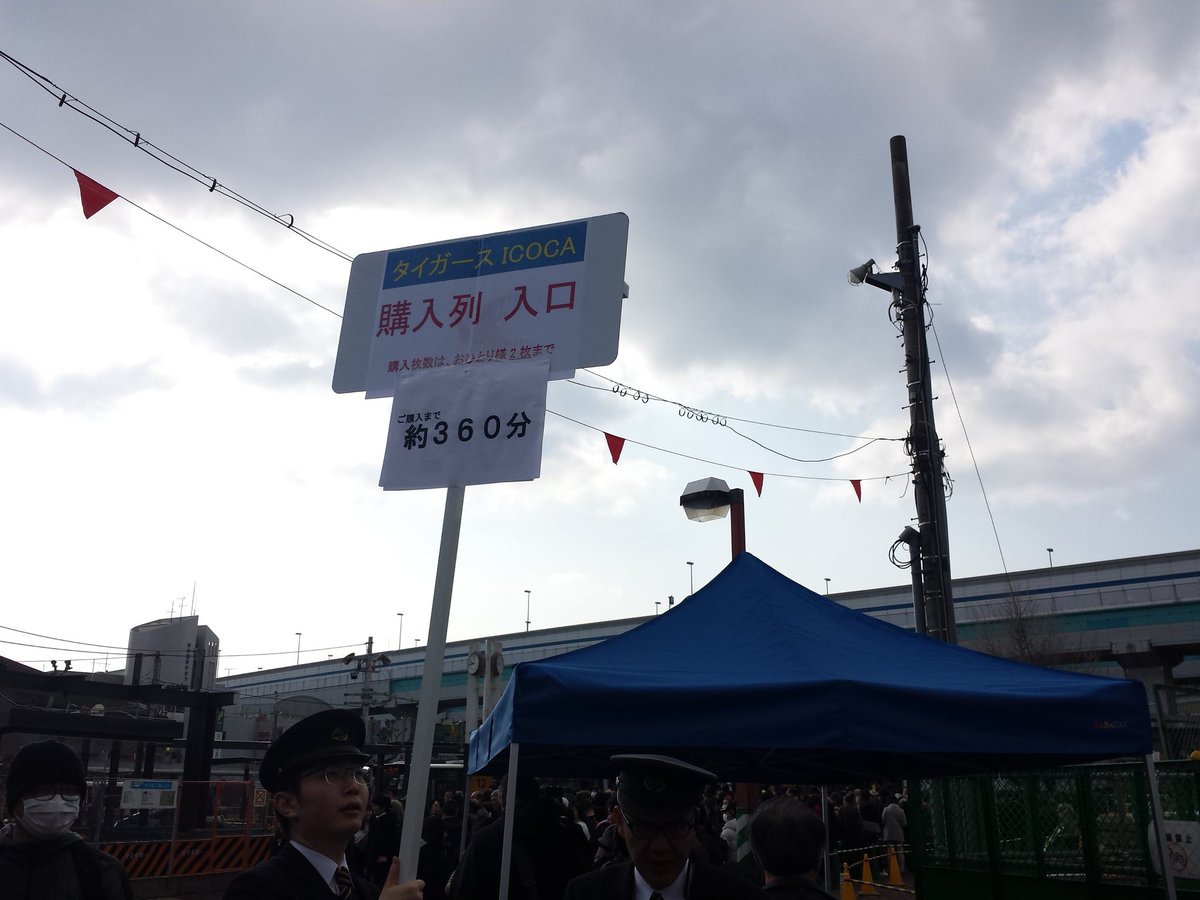 タイガース ICOCA
購入列 入口
購入枚数は、おひとり様2枚まで
ご購入まで
約360分